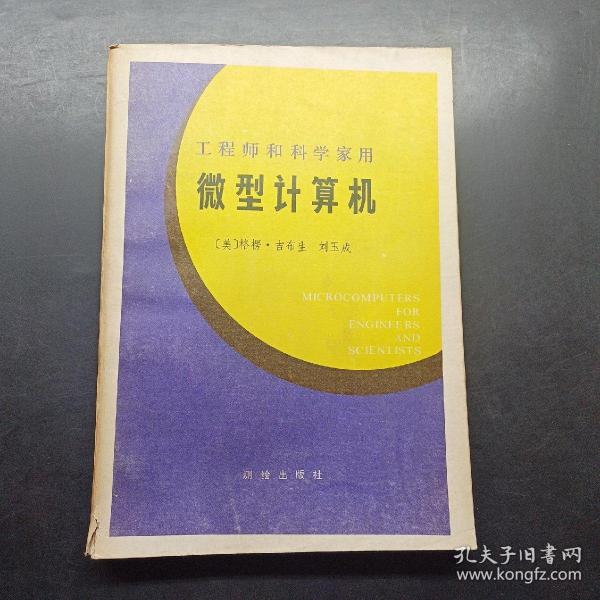 工程师和科学家用
微型计算机
〔美〕格楞·吉布生 刘玉成
MICROCOMPUTERS
FOR
ENGINEERS
AND
SCIENTISTS
测绘出版社
孔夫子旧書网
www.kongfz.com